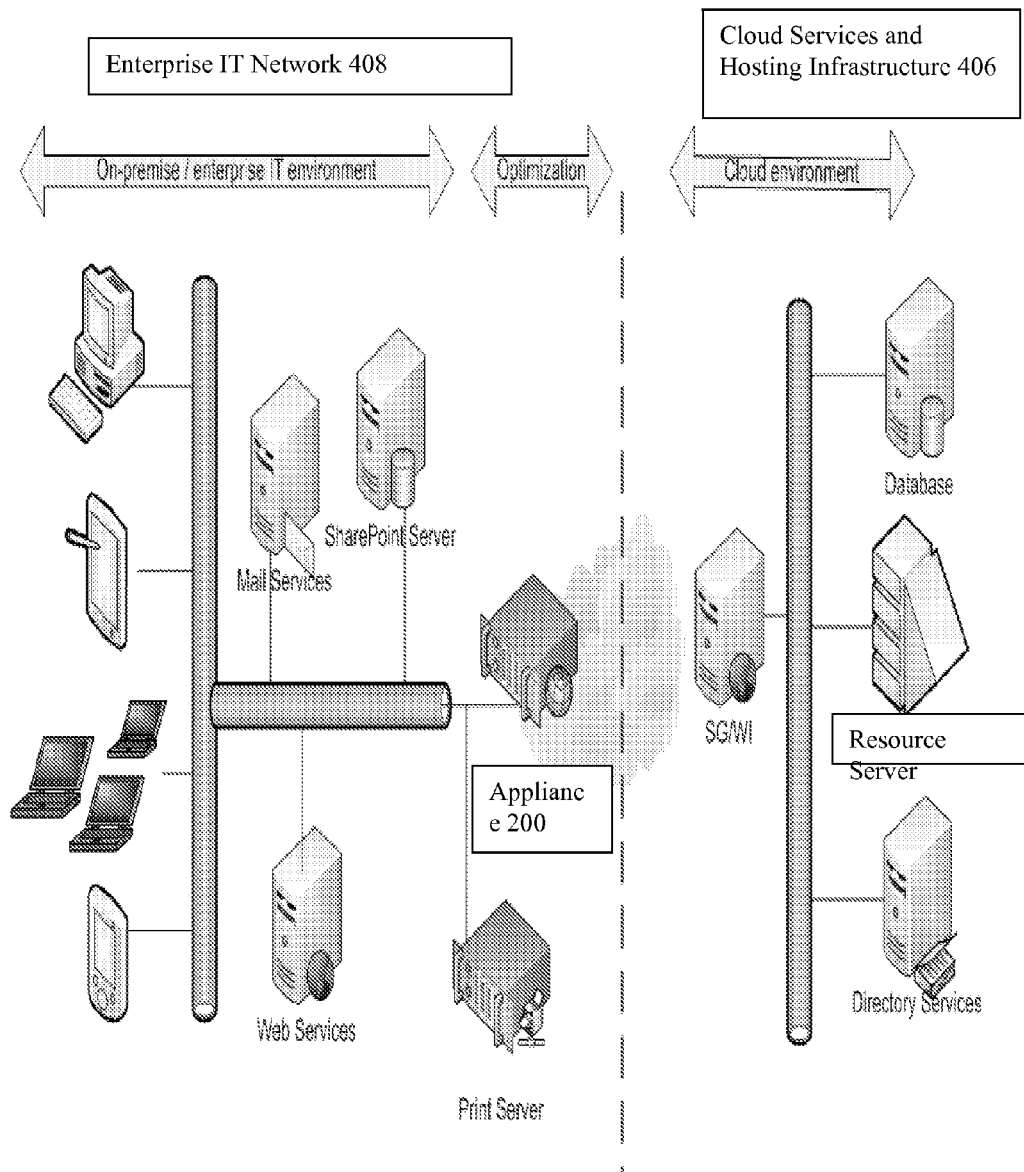 Enterprise IT Network 408
Cloud Services and
Hosting Infrastructure 406
On-premise / enterprise IT environment
Optimization
Cloud environment
Database
SharePoint Server
Mail Services
SG/WI
Resource
Server
Applianc
e 200
Web Services
Directory Services
Print Server